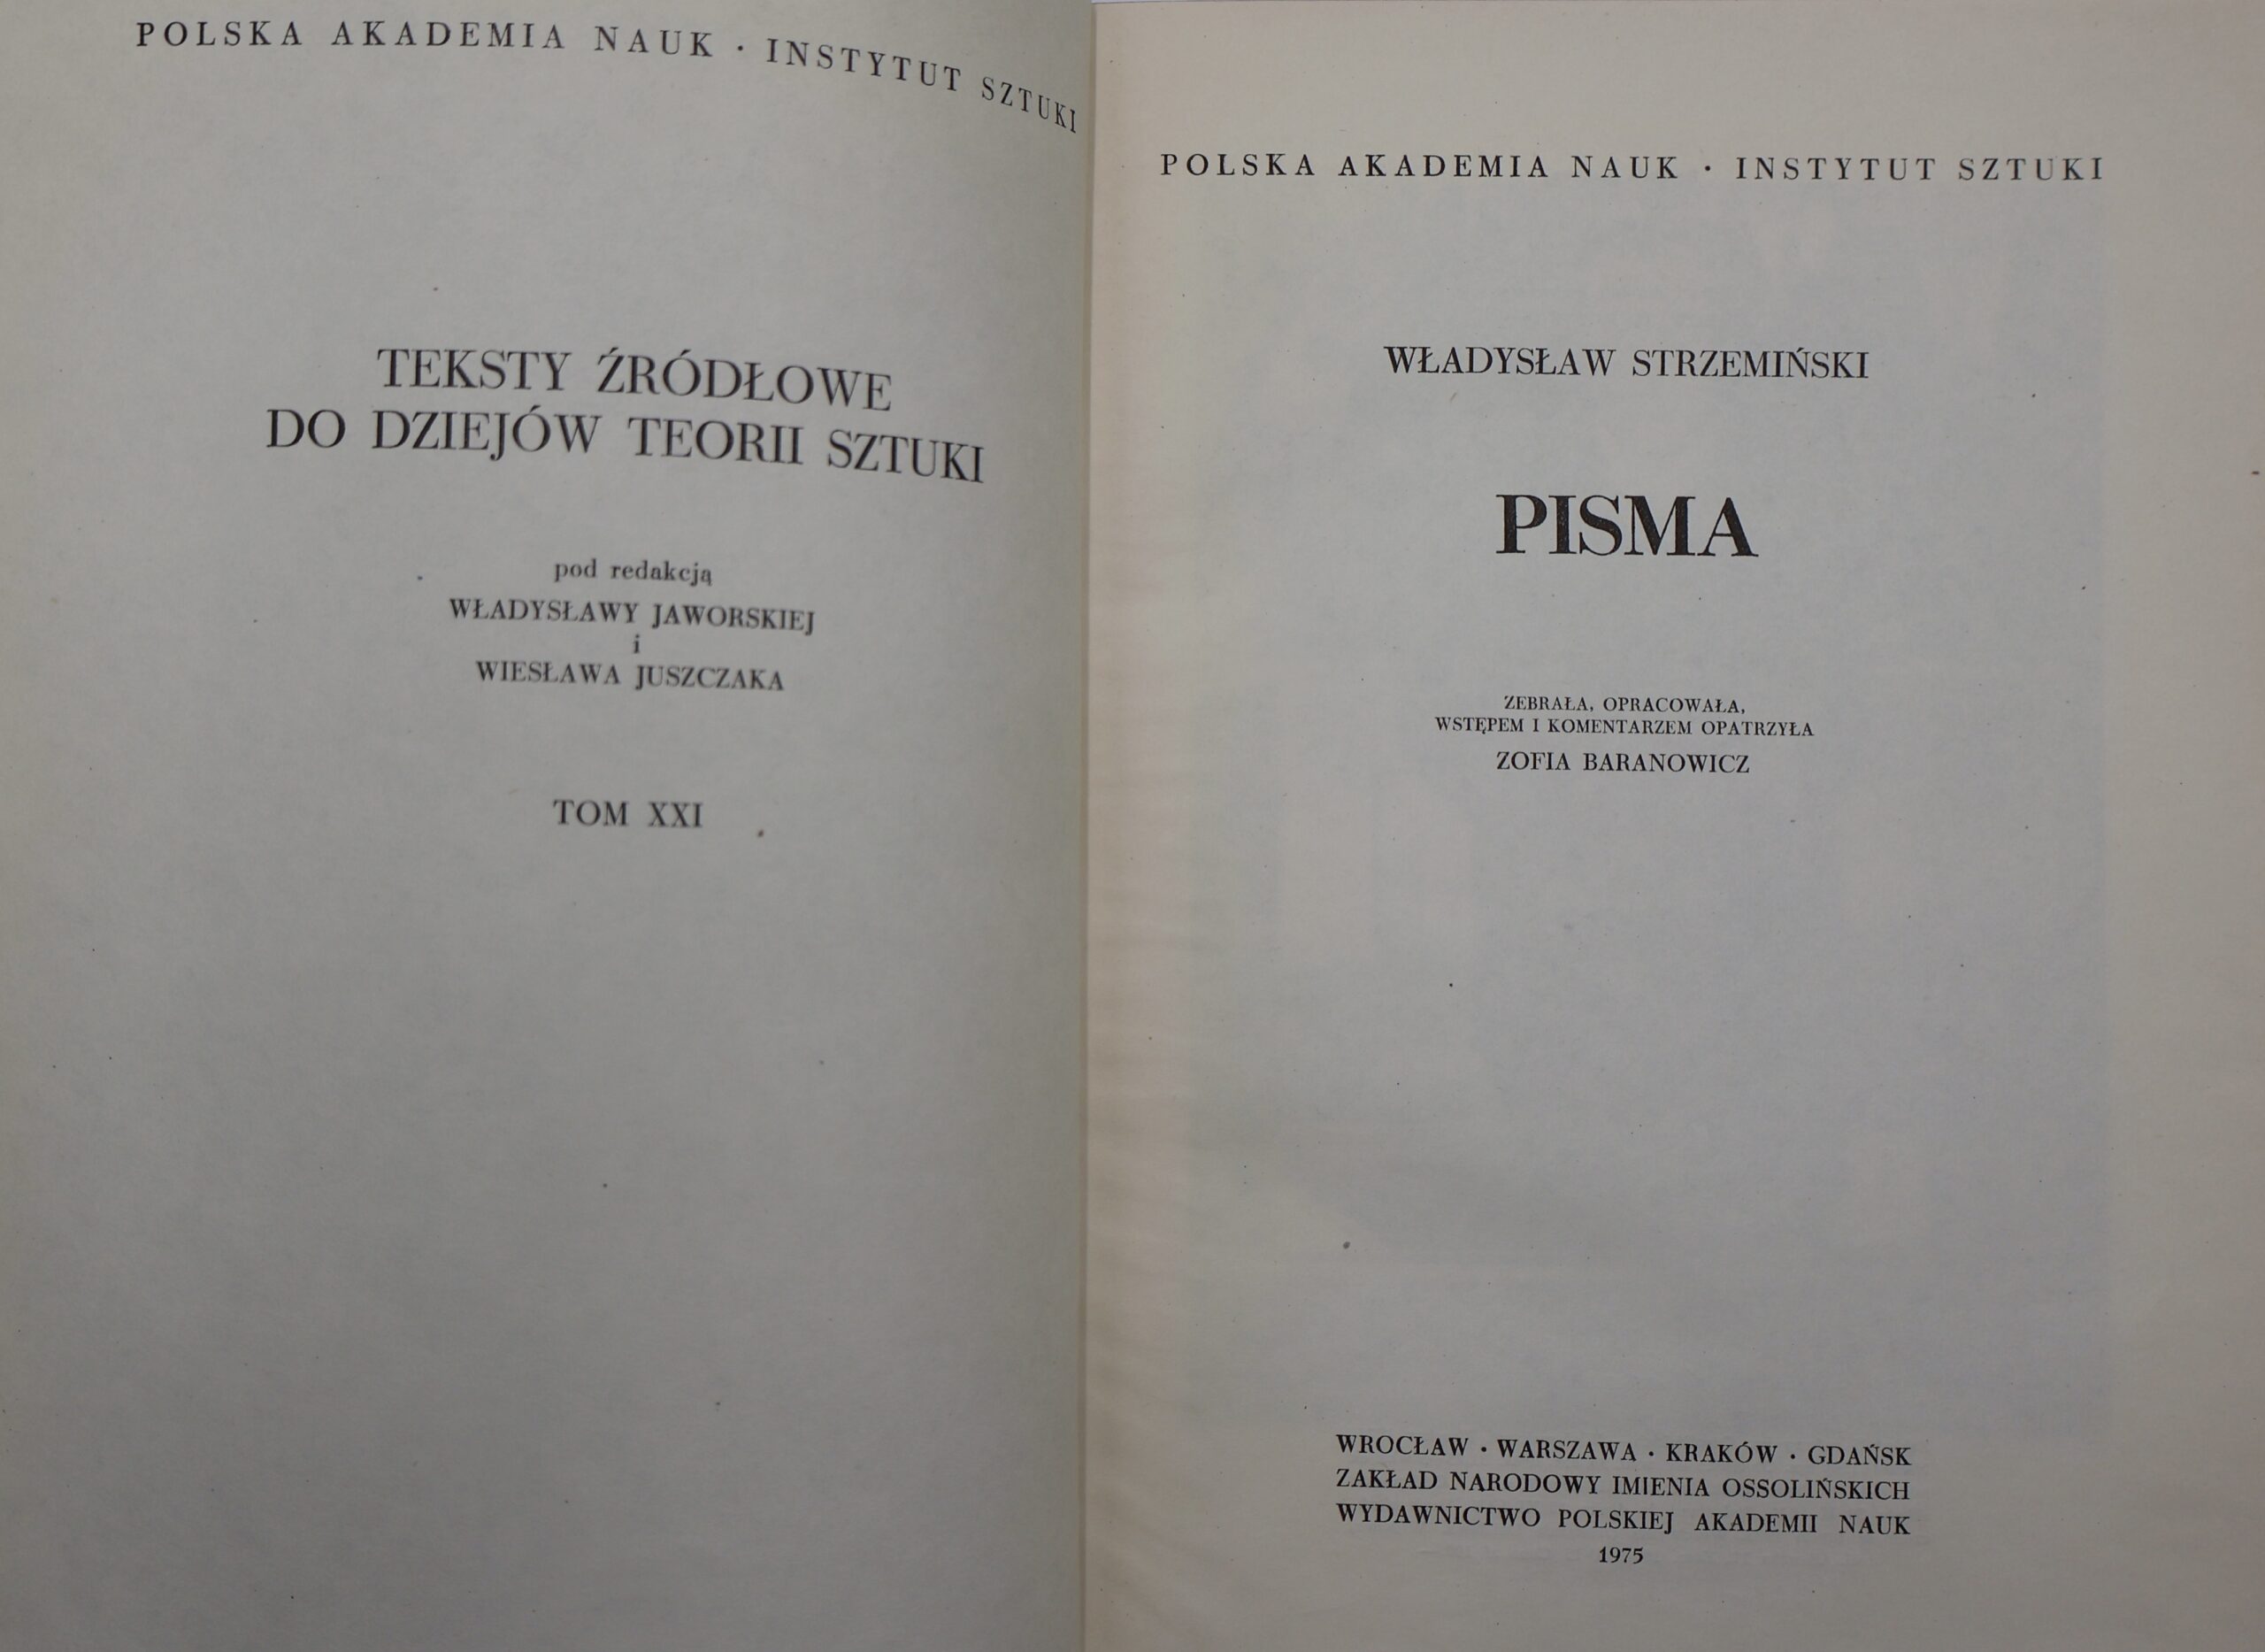 POLSKA AKADEMIA NAUK · INSTYTUT SZTUKI
TEKSTY ŹRÓDŁOWE
DO DZIEJÓW TEORII SZTUKI
pod redakcją
WŁADYSŁAWY JAWORSKIEJ
i
WIESŁAWA JUSZCZAKA
TOM XXI
POLSKA AKADEMIA NAUK · INSTYTUT SZTUKI
WŁADYSŁAW STRZEMIŃSKI
PISMA
ZEBRAŁA, OPRACOWAŁA,
WSTĘPEM I KOMENTARZEM OPATRZYŁA
ZOFIA BARANOWICZ
WROCŁAW · WARSZAWA · KRAKÓW · GDAŃSK
ZAKŁAD NARODOWY IMIENIA OSSOLIŃSKICH
WYDAWNICTWO POLSKIEJ AKADEMII NAUK
1975